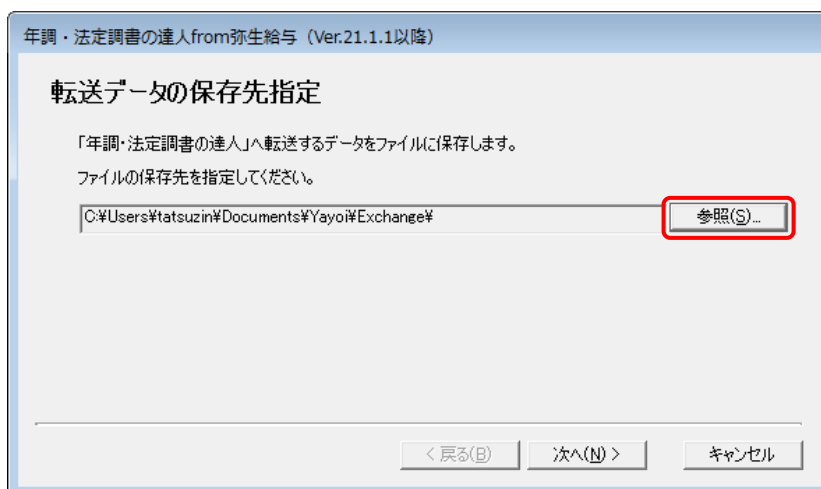 年調・法定調書の達人from弥生給与（Ver.21.1.1以降）
転送データの保存先指定
「年調・法定調書の達人」へ転送するデータをファイルに保存します。
ファイルの保存先を指定してください。
C:¥Users¥tatsuzin¥Documents¥Yayoi¥Exchange¥
参照(S)...
< 戻る(B)
次へ(N) >
キャンセル